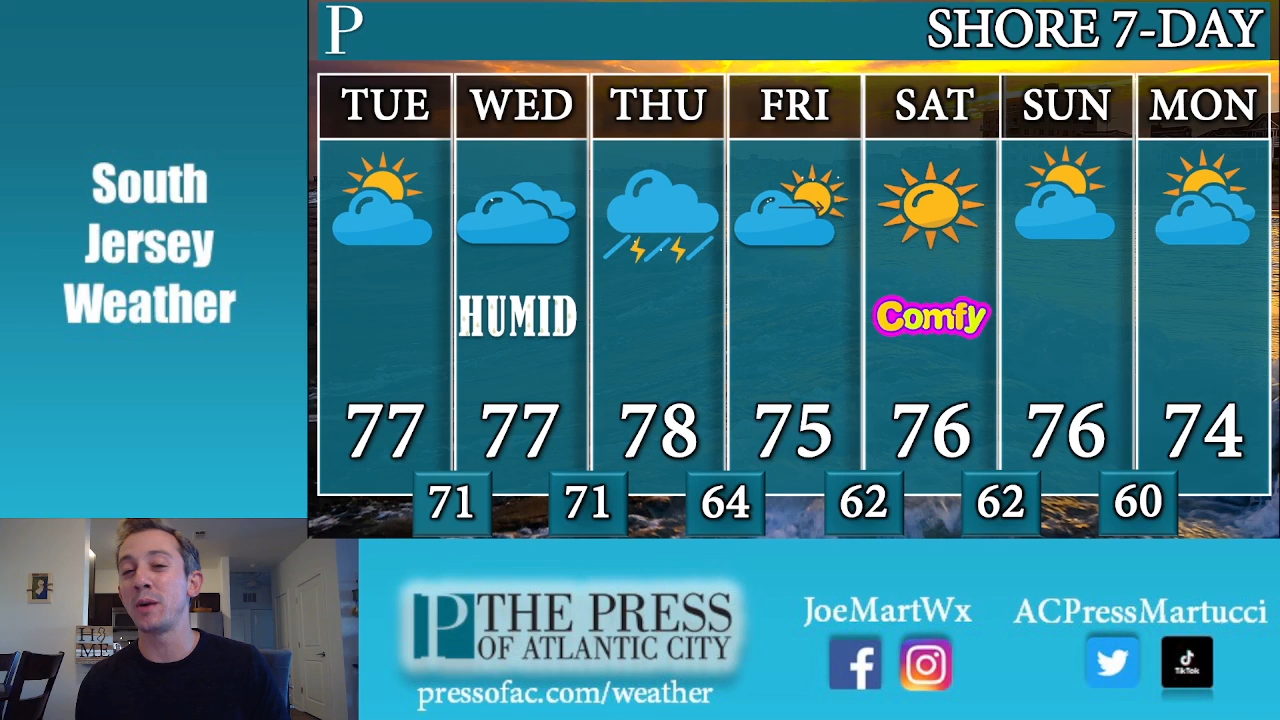 P
SHORE 7-DAY
TUE WED THU FRI SAT SUN MON
South
Jersey
Weather
HUMID
Comfy
77 77 78 75 76 76 74
71 71 64 62 62 60
P THE PRESS
OF ATLANTIC CITY
pressofac.com/weather
JoeMartWx
ACPressMartucci
TikTok